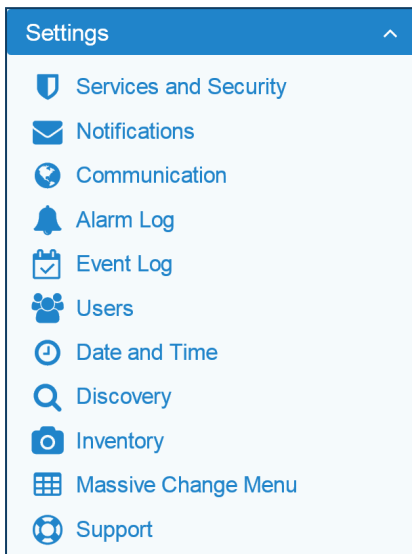 Settings
Services and Security
Notifications
Communication
Alarm Log
Event Log
Users
Date and Time
Discovery
Inventory
Massive Change Menu
Support